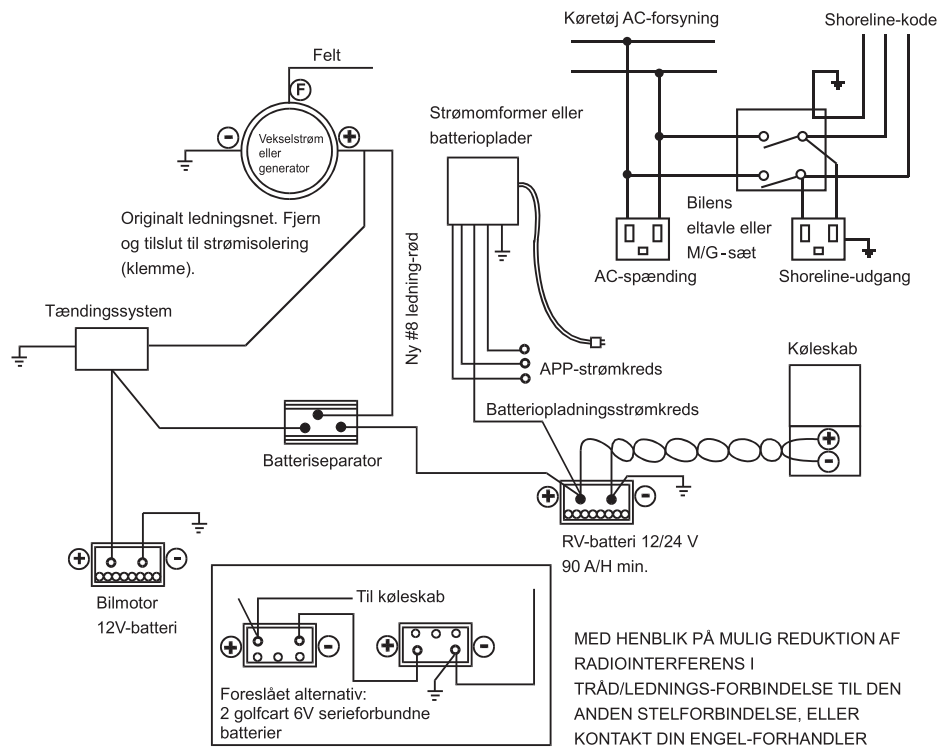 Køretøj AC-forsyning
Shoreline-kode
Felt
F
Vekselstrøm
eller
generator
Strømomformer eller
batterioplader
Originalt ledningsnet. Fjern
og tilslut til strømisolering
(klemme).
Ny #8 ledning-rød
Bilens
eltavle eller
M/G-sæt
AC-spænding
Shoreline-udgang
Tændingssystem
APP-strømkreds
Køleskab
Batteriopladningsstrømkreds
Batteriseparator
RV-batteri 12/24 V
90 A/H min.
Bilmotor
12V-batteri
Til køleskab
Foreslået alternativ:
2 golfcart 6V serieforbundne
batterier
MED HENBLIK PÅ MULIG REDUKTION AF
RADIOINTERFERENS I
TRÅD/LEDNINGS-FORBINDELSE TIL DEN
ANDEN STELFORBINDELSE, ELLER
KONTAKT DIN ENGEL-FORHANDLER